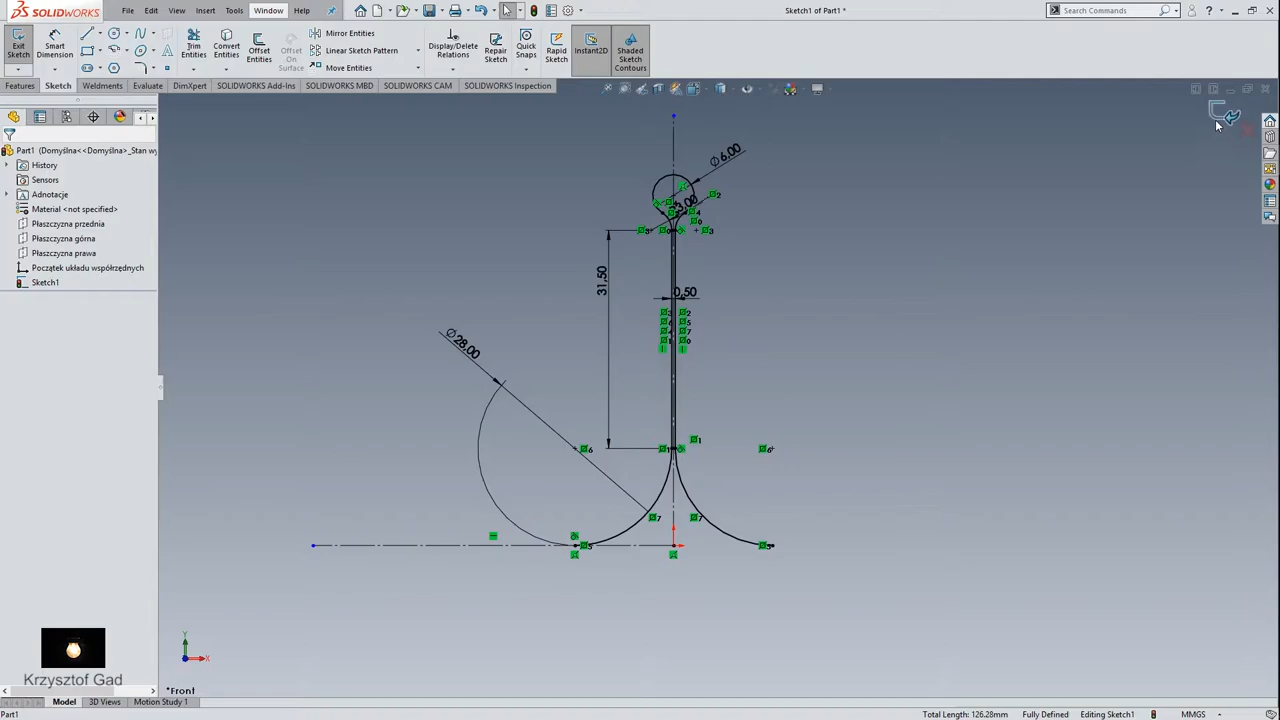 SOLIDWORKS
File
Edit
View
Insert
Tools
Window
Help
Sketch1 of Part1 *
Search Commands
Exit Sketch
Smart Dimension
Trim Entities
Convert Entities
Offset Entities
Offset On Surface
Mirror Entities
Linear Sketch Pattern
Move Entities
Display/Delete Relations
Repair Sketch
Quick Snaps
Rapid Sketch
Instant2D
Shaded Sketch Contours
Features
Sketch
Weldments
Evaluate
DimXpert
SOLIDWORKS Add-Ins
SOLIDWORKS MBD
SOLIDWORKS CAM
SOLIDWORKS Inspection
Part1 (Domyślna<<Domyślna>_Stan wy
History
Sensors
Adnotacje
Material <not specified>
Płaszczyzna przednia
Płaszczyzna górna
Płaszczyzna prawa
Początek układu współrzędnych
Sketch1
Ø6,00
31,50
0,50
Ø28,00
Y
X
*Front
Krzysztof Gad
Model
3D Views
Motion Study 1
Part1
Total Length: 126.28mm
Fully Defined
Editing Sketch1
MMGS